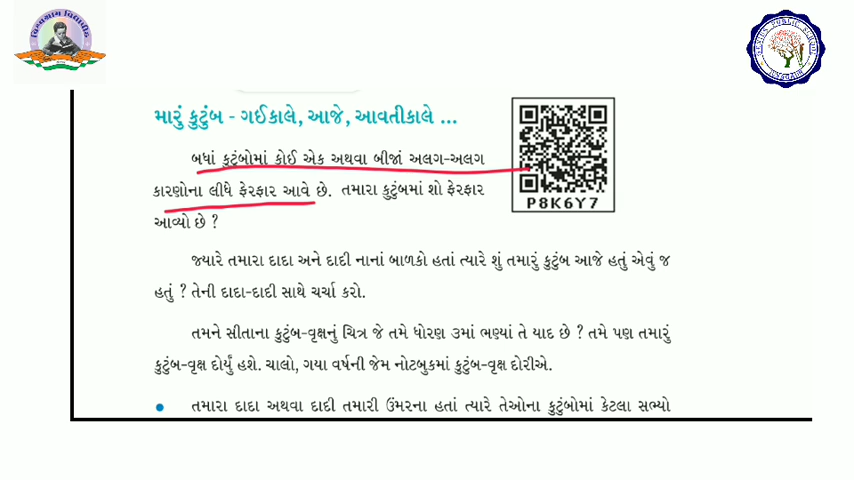 મારું કુટુંબ - ગઈકાલે, આજે, આવતીકાલે ...
બધાં કુટુંબોમાં કોઈ એક અથવા બીજાં અલગ-અલગ
કારણોના લીધે ફેરફાર આવે છે. તમારા કુટુંબમાં શો ફેરફાર
આવ્યો છે ?
P8K6Y7
જ્યારે તમારા દાદા અને દાદી નાનાં બાળકો હતાં ત્યારે શું તમારું કુટુંબ આજે હતું એવું જ
હતું ? તેની દાદા-દાદી સાથે ચર્ચા કરો.
તમને સીતાના કુટુંબ-વૃક્ષનું ચિત્ર જે તમે ધોરણ ૩માં ભણ્યાં તે યાદ છે ? તમે પણ તમારું
કુટુંબ-વૃક્ષ દોર્યું હશે. ચાલો, ગયા વર્ષની જેમ નોટબુકમાં કુટુંબ-વૃક્ષ દોરીએ.
• તમારા દાદા અથવા દાદી તમારી ઉંમરના હતાં ત્યારે તેઓના કુટુંબોમાં કેટલા સભ્યો